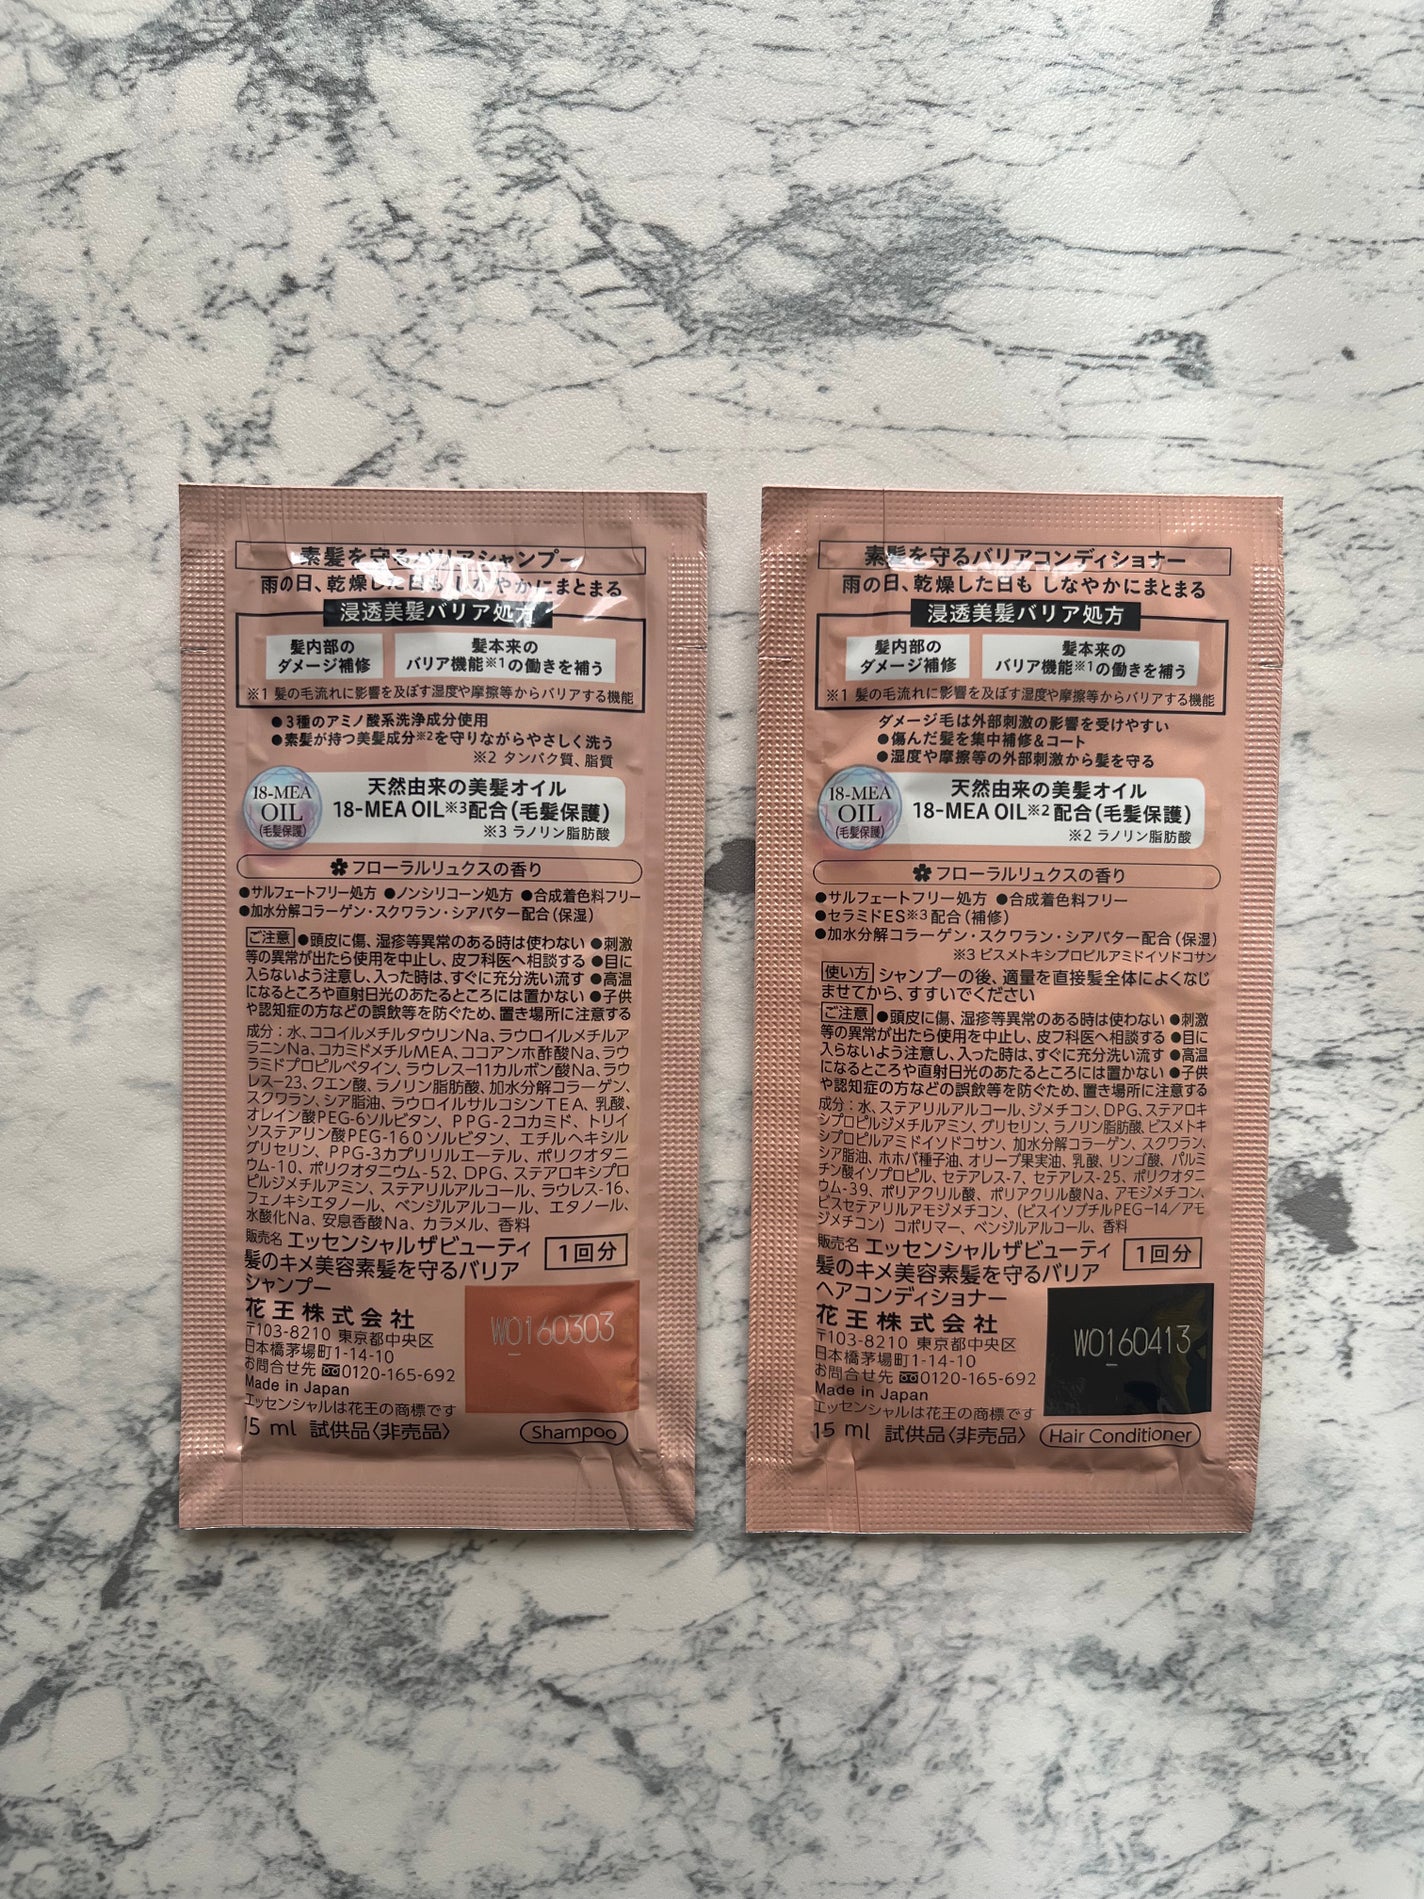 素髪を守るバリアシャンプー
雨の日、乾燥した日も しなやかにまとまる
浸透美髪バリア処方
髪内部の
ダメージ補修
髪本来の
バリア機能※1の働きを補う
※1 髪の毛流れに影響を及ぼす湿度や摩擦等からバリアする機能
●3種のアミノ酸系洗浄成分使用
●素髪が持つ美髪成分※2を守りながらやさしく洗う
※2 タンパク質、脂質
18-MEA
OIL
(毛髪保護)
天然由来の美髪オイル
18-MEA OIL※3配合(毛髪保護)
※3 ラノリン脂肪酸
フローラルリュクスの香り
●サルフェートフリー処方 ●ノンシリコーン処方 ●合成着色料フリー
●加水分解コラーゲン・スクワラン・シアバター配合(保湿)
ご注意 ●頭皮に傷、湿疹等異常のある時は使わない ●刺激
等の異常が出たら使用を中止し、皮フ科医へ相談する ●目に
入らないよう注意し、入った時は、すぐに充分洗い流す ●高温
になるところや直射日光のあたるところには置かない ●子供
や認知症の方などの誤飲等を防ぐため、置き場所に注意する
成分：水、ココイルメチルタウリンNa、ラウロイルメチルア
ラニンNa、コカミドメチルMEA、ココアンホ酢酸Na、ラウ
ラミドプロピルベタイン、ラウレス-11カルボン酸Na、ラウ
レス-23、クエン酸、ラノリン脂肪酸、加水分解コラーゲン、
スクワラン、シア脂油、ラウロイルサルコシンTEA、乳酸、
オレイン酸PEG-6ソルビタン、PPG-2コカミド、トリイ
ソステアリン酸PEG-160ソルビタン、エチルヘキシル
グリセリン、PPG-3カプリリルエーテル、ポリクオタニ
ウム-10、ポリクオタニウム-52、DPG、ステアロキシプロ
ピルジメチルアミン、ステアリルアルコール、ラウレス-16、
フェノキシエタノール、ベンジルアルコール、エタノール、
水酸化Na、安息香酸Na、カラメル、香料
販売名 エッセンシャルザビューティ
髪のキメ美容素髪を守るバリア
シャンプー
1回分
花王株式会社
〒103-8210 東京都中央区
日本橋茅場町1-14-10
お問合せ先 0120-165-692
Made in Japan
エッセンシャルは花王の商標です
15 ml 試供品〈非売品〉
W0160303
Shampoo
素髪を守るバリアコンディショナー
雨の日、乾燥した日も しなやかにまとまる
浸透美髪バリア処方
髪内部の
ダメージ補修
髪本来の
バリア機能※1の働きを補う
※1 髪の毛流れに影響を及ぼす湿度や摩擦等からバリアする機能
ダメージ毛は外部刺激の影響を受けやすい
●傷んだ髪を集中補修&コート
●湿度や摩擦等の外部刺激から髪を守る
18-MEA
OIL
(毛髪保護)
天然由来の美髪オイル
18-MEA OIL※2配合(毛髪保護)
※2 ラノリン脂肪酸
フローラルリュクスの香り
●サルフェートフリー処方 ●合成着色料フリー
●セラミドES※3配合(補修)
●加水分解コラーゲン・スクワラン・シアバター配合(保湿)
※3 ビスメトキシプロピルアミドイソドコサン
使い方 シャンプーの後、適量を直接髪全体によくなじ
ませてから、すすいでください
ご注意 ●頭皮に傷、湿疹等異常のある時は使わない ●刺激
等の異常が出たら使用を中止し、皮フ科医へ相談する ●目に
入らないよう注意し、入った時は、すぐに充分洗い流す ●高温
になるところや直射日光のあたるところには置かない ●子供
や認知症の方などの誤飲等を防ぐため、置き場所に注意する
成分：水、ステアリルアルコール、ジメチコン、DPG、ステアロキ
シプロピルジメチルアミン、グリセリン、ラノリン脂肪酸、ビスメトキ
シプロピルアミドイソドコサン、加水分解コラーゲン、スクワラン、
シア脂油、ホホバ種子油、オリーブ果実油、乳酸、リンゴ酸、パルミ
チン酸イソプロピル、セテアレス-7、セテアレス-25、ポリクオタニ
ウム-39、ポリアクリル酸、ポリアクリル酸Na、アモジメチコン、
ビスセテアリルアモジメチコン、(ビスイソブチルPEG-14/アモ
ジメチコン) コポリマー、ベンジルアルコール、香料
販売名 エッセンシャルザビューティ
髪のキメ美容素髪を守るバリア
ヘアコンディショナー
1回分
花王株式会社
〒103-8210 東京都中央区
日本橋茅場町1-14-10
お問合せ先 0120-165-692
Made in Japan
エッセンシャルは花王の商標です
15 ml 試供品〈非売品〉
W0160413
Hair Conditioner